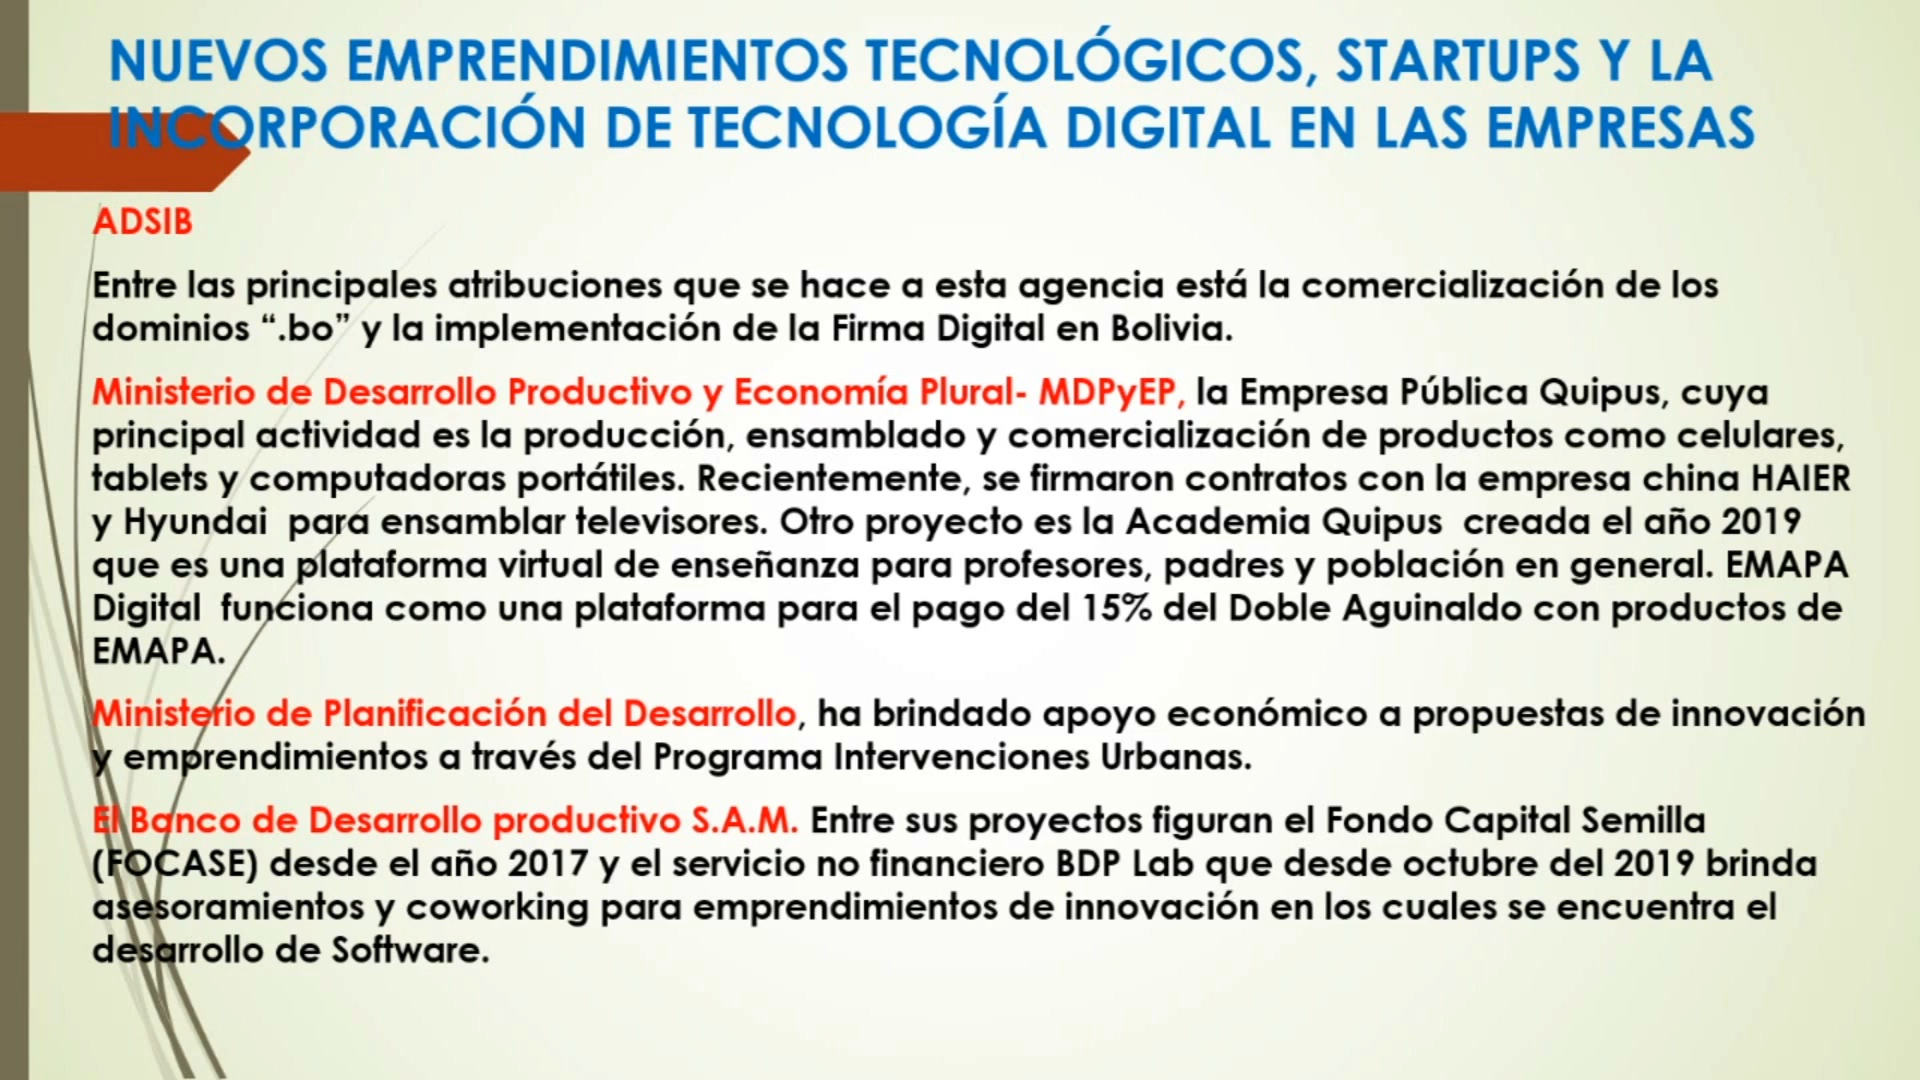 NUEVOS EMPRENDIMIENTOS TECNOLÓGICOS, STARTUPS Y LA
INCORPORACIÓN DE TECNOLOGÍA DIGITAL EN LAS EMPRESAS
ADSIB
Entre las principales atribuciones que se hace a esta agencia está la comercialización de los
dominios “.bo” y la implementación de la Firma Digital en Bolivia.
Ministerio de Desarrollo Productivo y Economía Plural- MDPyEP, la Empresa Pública Quipus, cuya
principal actividad es la producción, ensamblado y comercialización de productos como celulares,
tablets y computadoras portátiles. Recientemente, se firmaron contratos con la empresa china HAIER
y Hyundai  para ensamblar televisores. Otro proyecto es la Academia Quipus  creada el año 2019
que es una plataforma virtual de enseñanza para profesores, padres y población en general. EMAPA
Digital  funciona como una plataforma para el pago del 15% del Doble Aguinaldo con productos de
EMAPA.
Ministerio de Planificación del Desarrollo, ha brindado apoyo económico a propuestas de innovación
y emprendimientos a través del Programa Intervenciones Urbanas.
El Banco de Desarrollo productivo S.A.M. Entre sus proyectos figuran el Fondo Capital Semilla
(FOCASE) desde el año 2017 y el servicio no financiero BDP Lab que desde octubre del 2019 brinda
asesoramientos y coworking para emprendimientos de innovación en los cuales se encuentra el
desarrollo de Software.